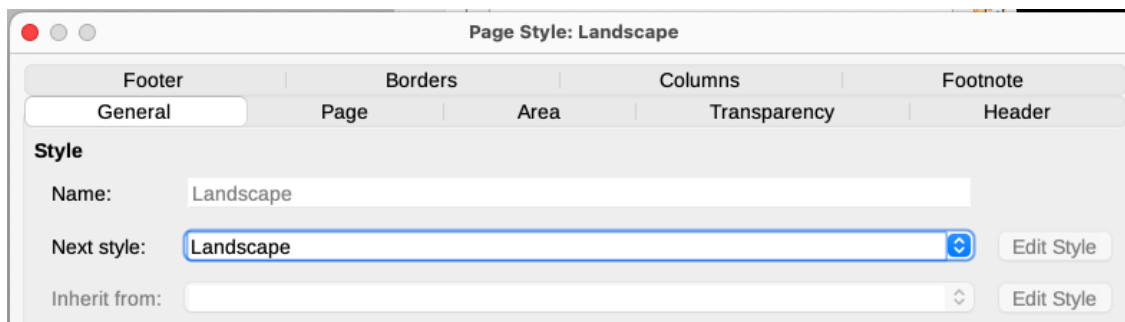 Page Style: Landscape
Footer Borders Columns Footnote
General Page Area Transparency Header
Style
Name: Landscape
Next style: Landscape Edit Style
Inherit from: Edit Style